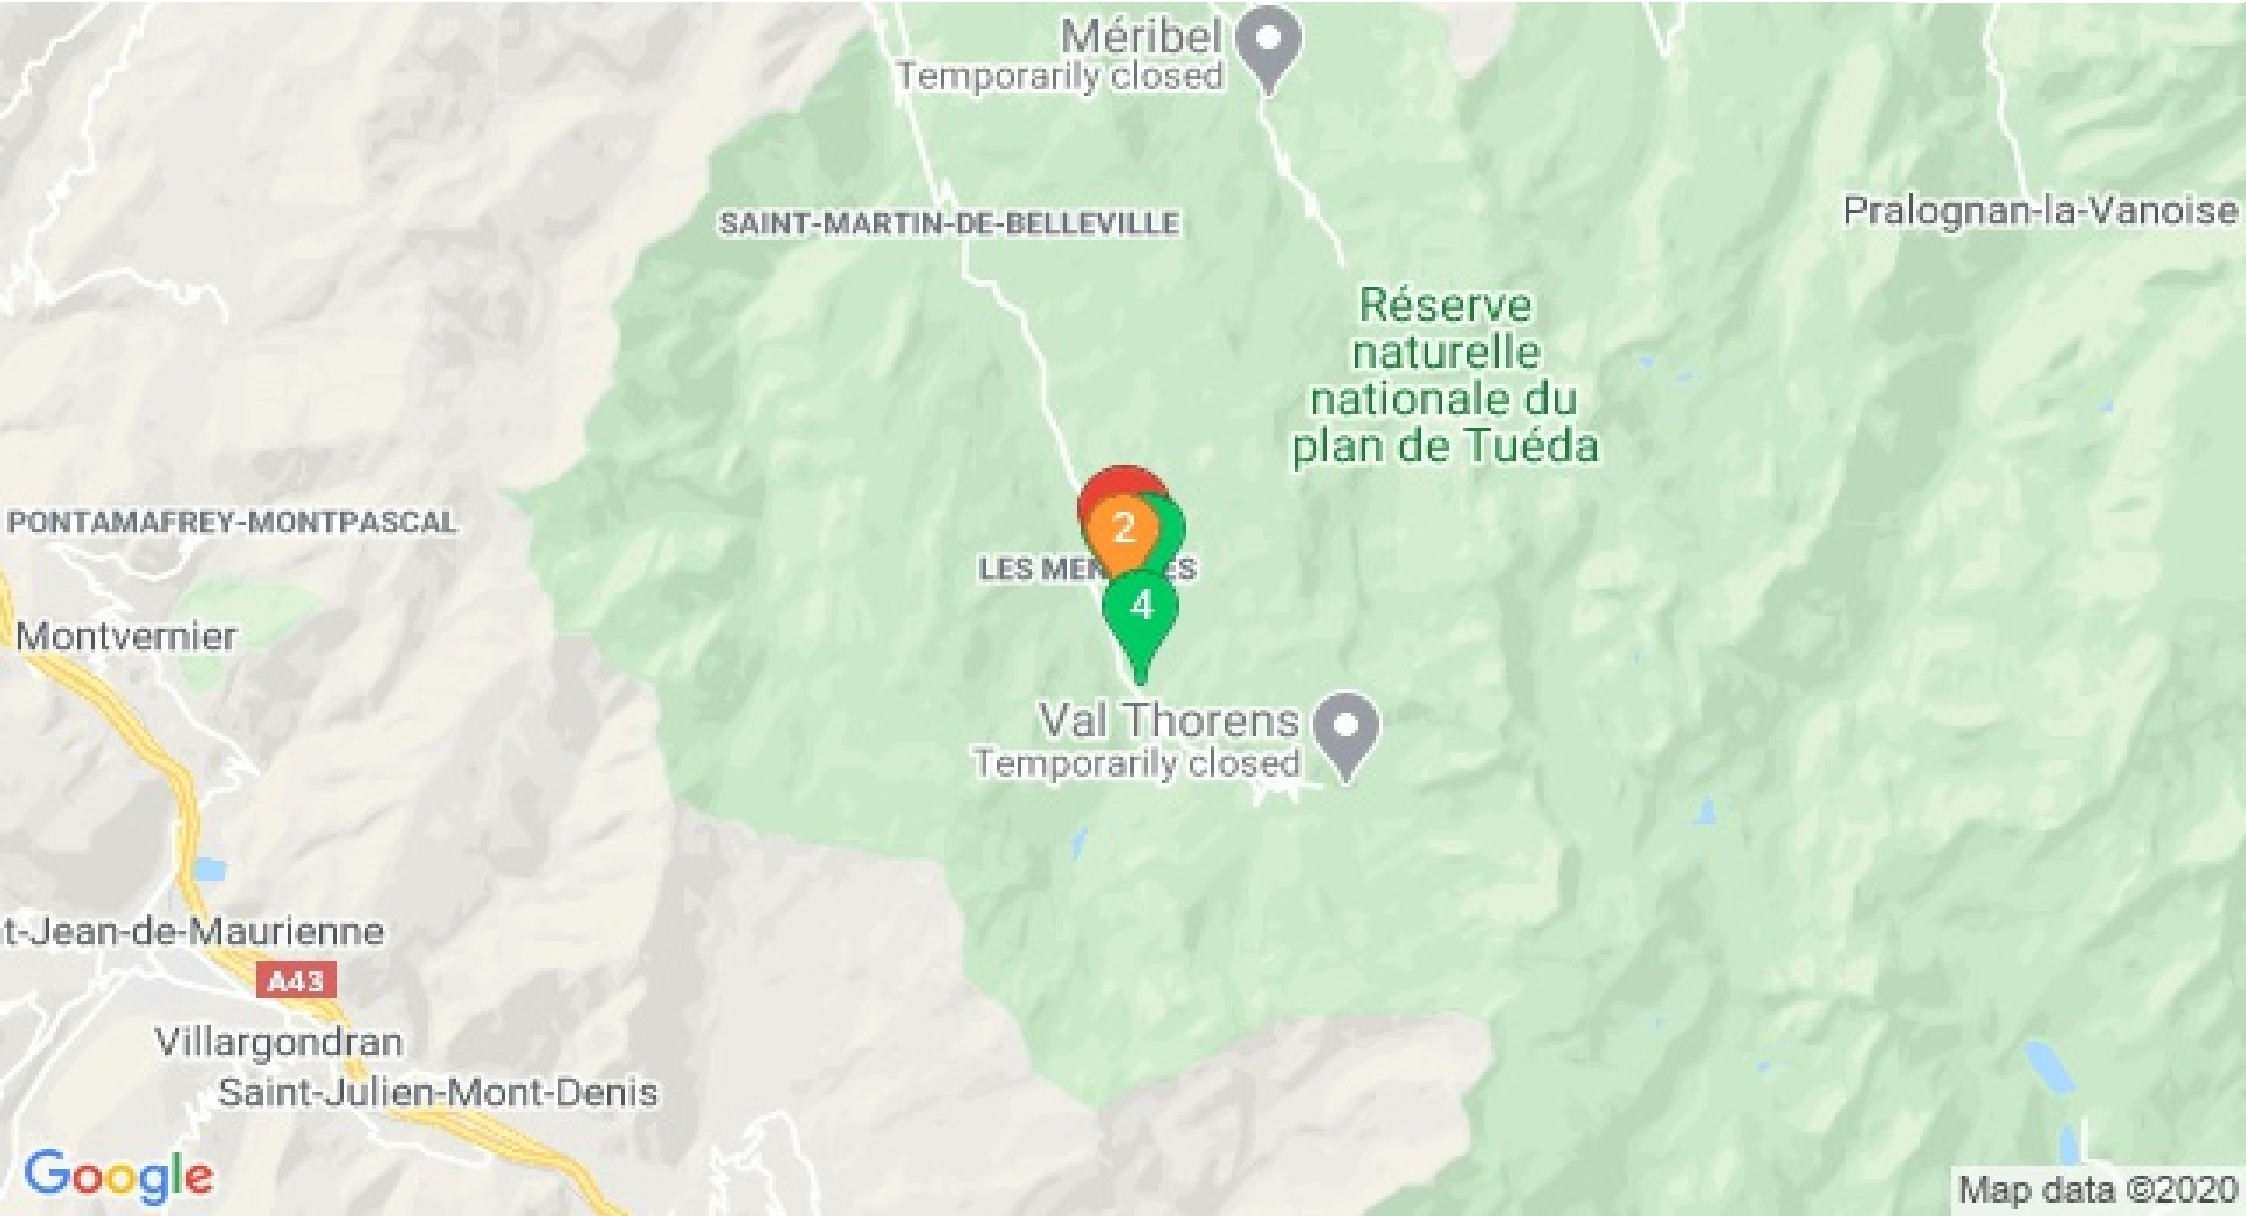 Méribel
Temporarily closed
SAINT-MARTIN-DE-BELLEVILLE
Pralognan-la-Vanoise
Réserve
naturelle
nationale du
plan de Tuéda
PONTAMAFREY-MONTPASCAL
2
LES
4
Montvernier
Val Thorens
Temporarily closed
t-Jean-de-Maurienne
A43
Villargondran
Saint-Julien-Mont-Denis
Google
Map data ©2020